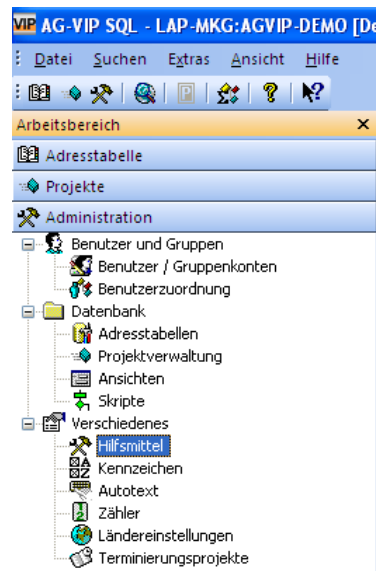 VIP AG-VIP SQL - LAP-MKG:AGVIP-DEMO [De
Datei Suchen Extras Ansicht Hilfe
Arbeitsbereich x
Adresstabelle
Projekte
Administration
Benutzer und Gruppen
Benutzer / Gruppenkonten
Benutzerzuordnung
Datenbank
Adresstabellen
Projektverwaltung
Ansichten
Skripte
Verschiedenes
Hilfsmittel
Kennzeichen
Autotext
Zähler
Ländereinstellungen
Terminierungsprojekte